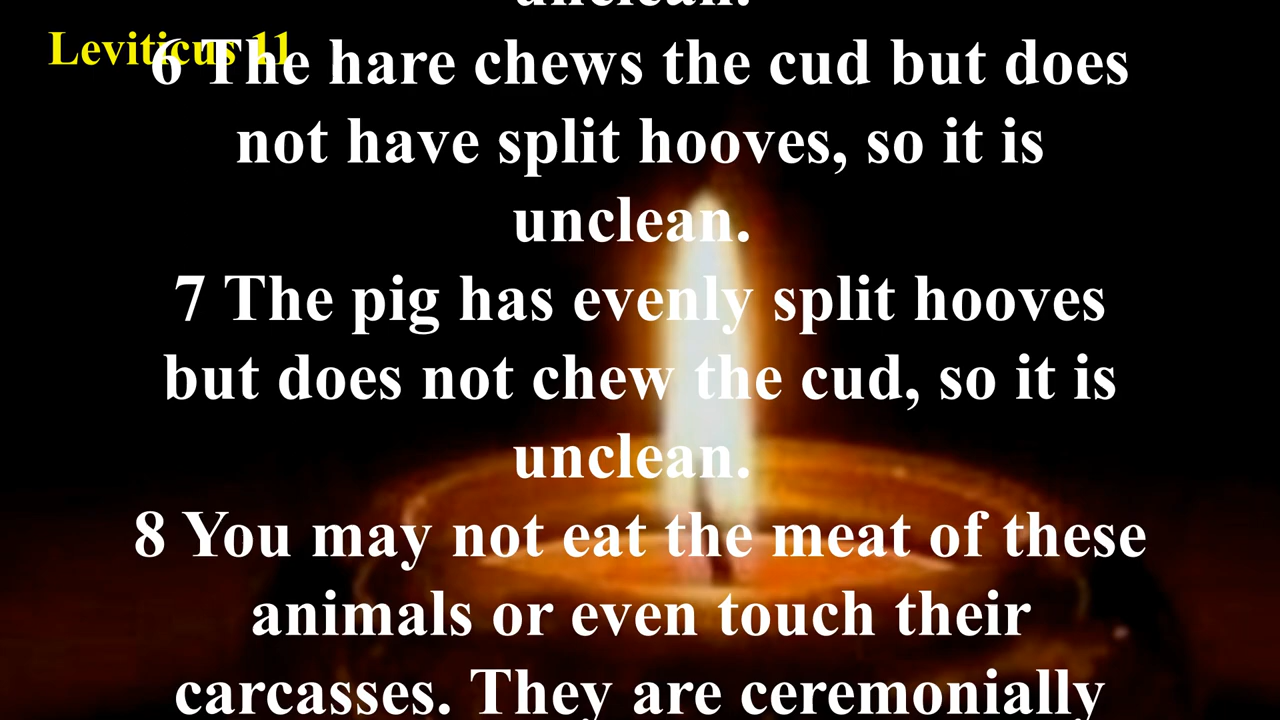 unclean.
Leviticus 11
6 The hare chews the cud but does
not have split hooves, so it is
unclean.
7 The pig has evenly split hooves
but does not chew the cud, so it is
unclean.
8 You may not eat the meat of these
animals or even touch their
carcasses. They are ceremonially